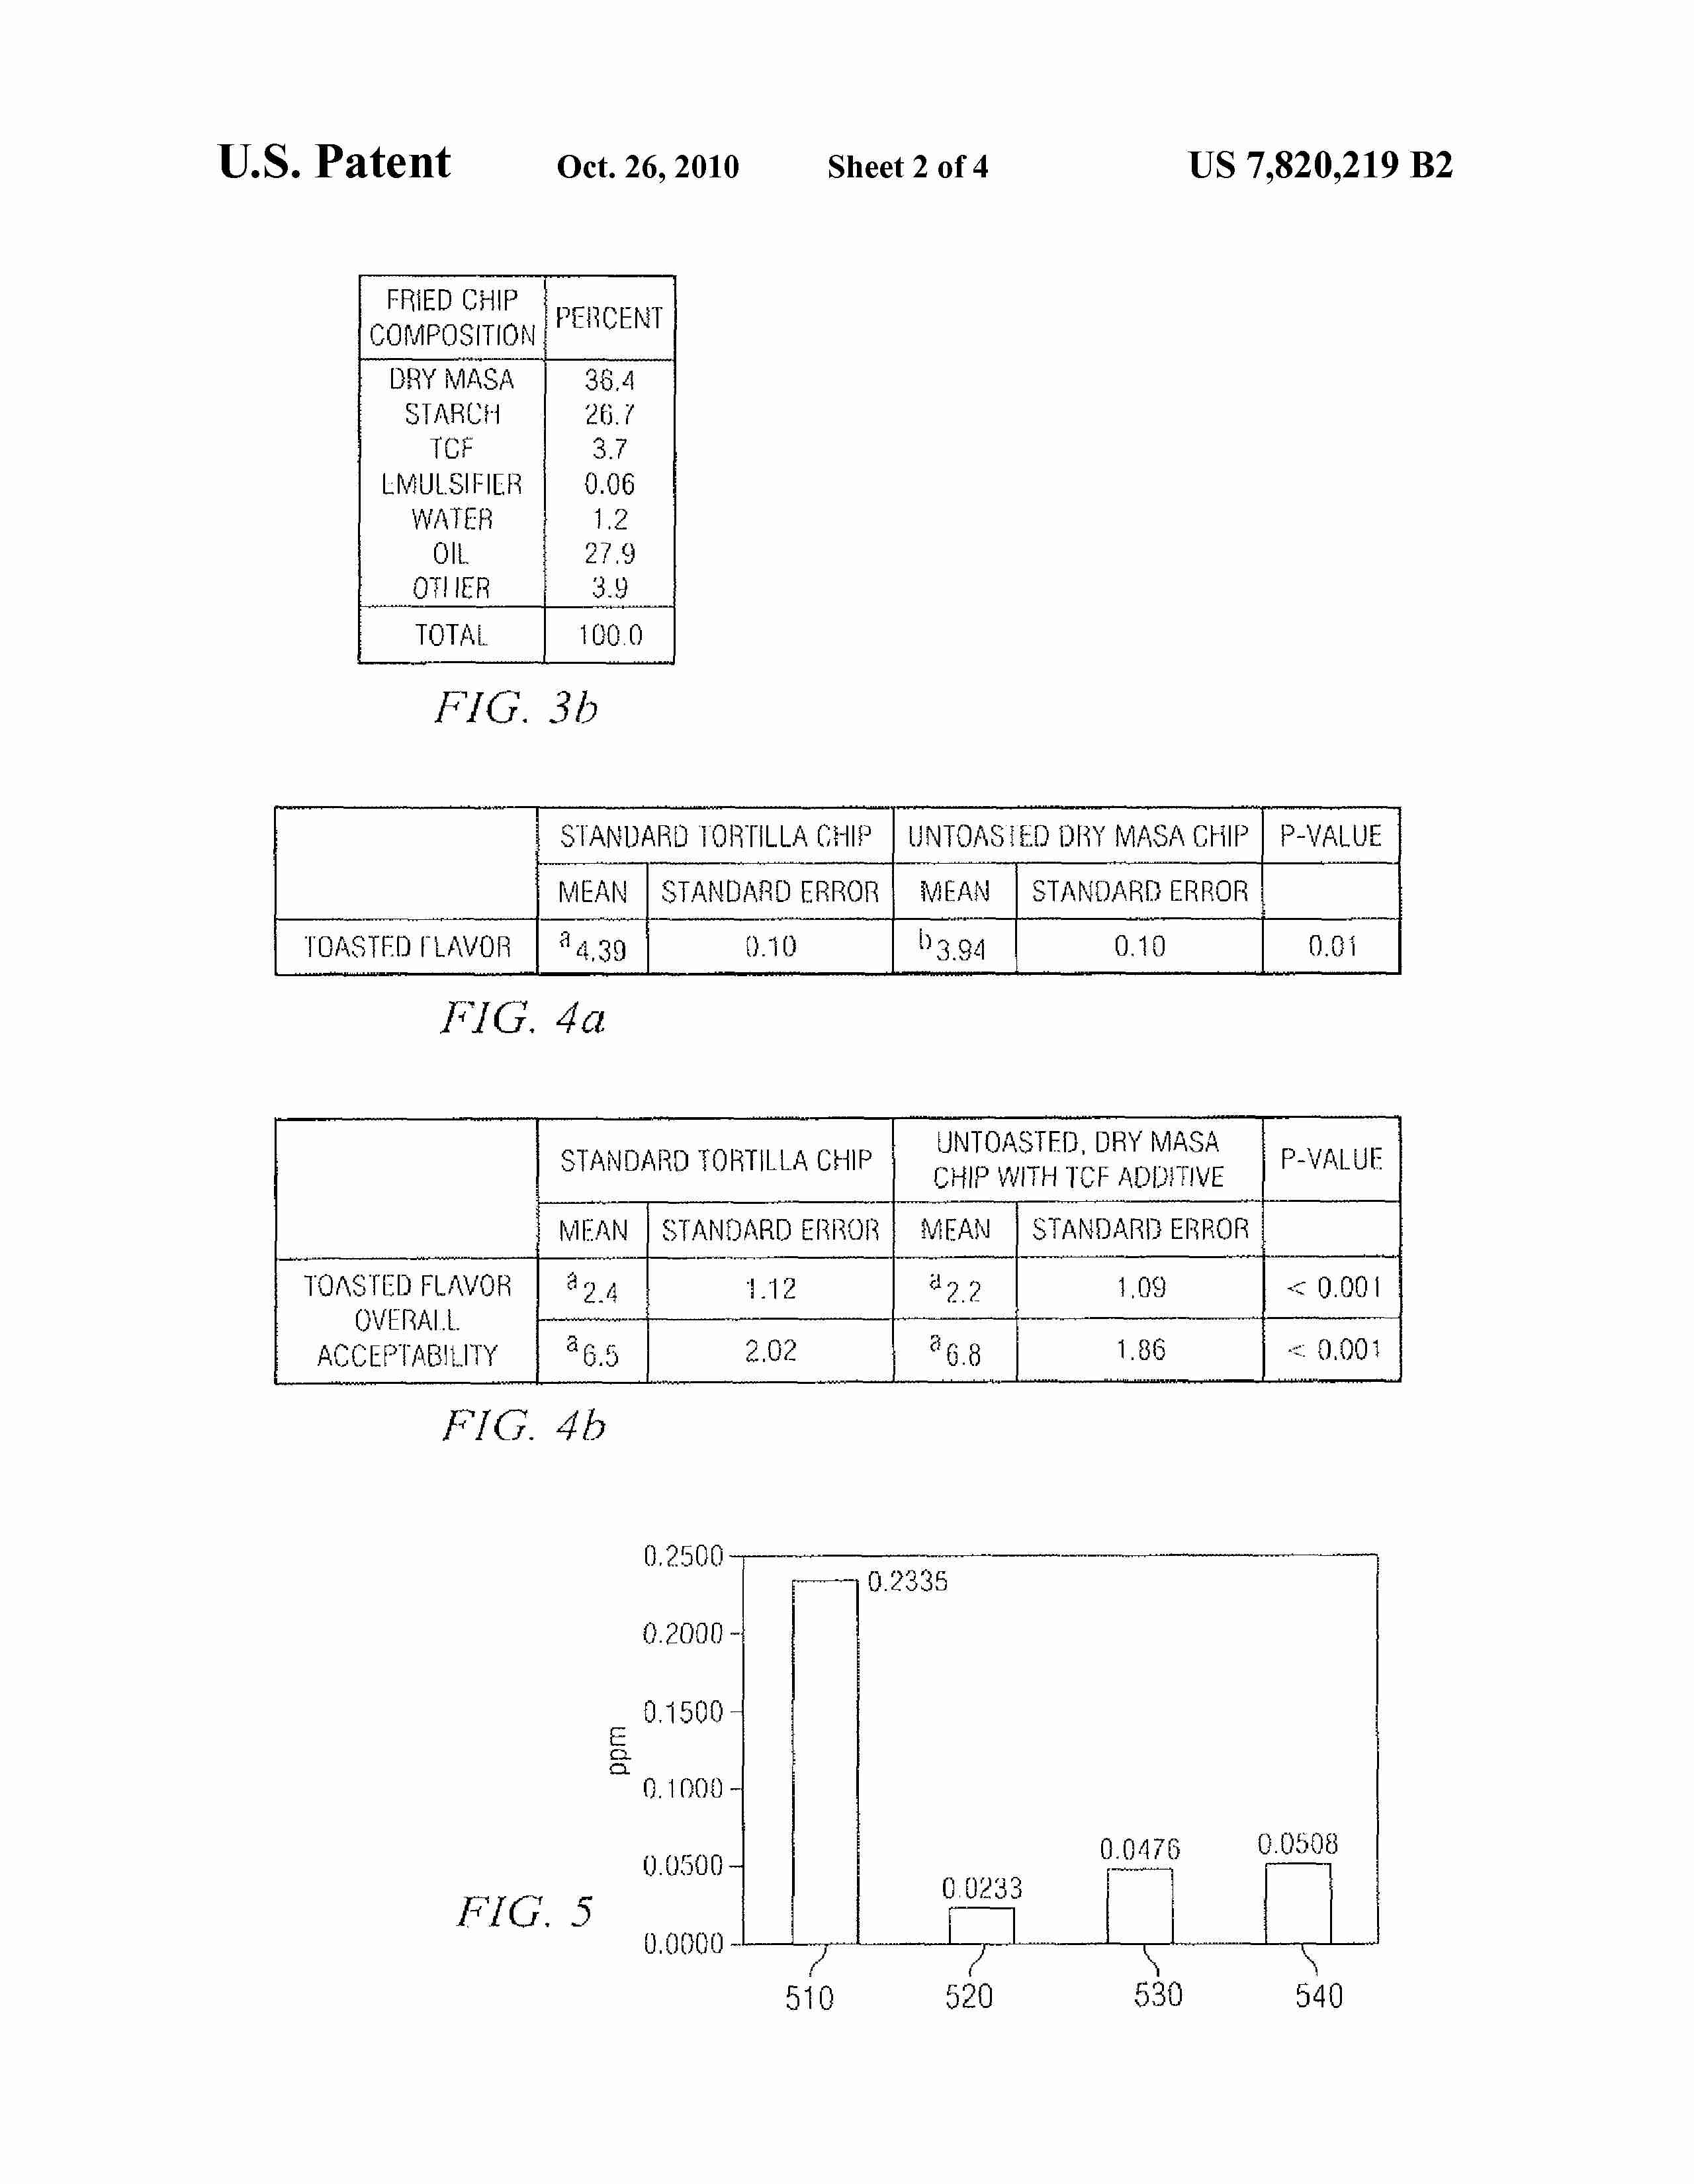 U.S. Patent Oct. 26, 2010 Sheet 2 of 4 US 7,820,219 B2
FRIED CHIP
COMPOSITION PERCENT
DRY MASA 36.4
STARCH 26.7
TCF 3.7
EMULSIFIER 0.06
WATER 1.2
OIL 27.9
OTHER 3.9
TOTAL 100.0
FIG. 3b
STANDARD TORTILLA CHIP UNTOASTED DRY MASA CHIP P-VALUE
MEAN STANDARD ERROR MEAN STANDARD ERROR
TOASTED FLAVOR a4.39 0.10 b3.94 0.10 0.01
FIG. 4a
STANDARD TORTILLA CHIP UNTOASTED, DRY MASA
CHIP WITH TCF ADDITIVE P-VALUE
MEAN STANDARD ERROR MEAN STANDARD ERROR
TOASTED FLAVOR a2.4 1.12 a2.2 1.09 < 0.001
OVERALL
ACCEPTABILITY a6.5 2.02 a6.8 1.86 < 0.001
FIG. 4b
0.2500
0.2335
0.2000
0.1500
ppm
0.1000
0.0476 0.0508
0.0500
0.0233
FIG. 5
0.0000
510 520 530 540